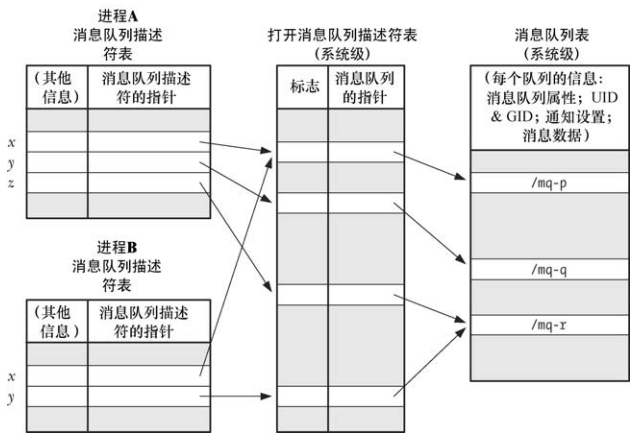 进程A
消息队列描述
符表
(其他
信息)
消息队列描述
符的指针
x
y
z
进程B
消息队列描述
符表
(其他
信息)
消息队列描述
符的指针
x
y
打开消息队列描述符表
(系统级)
标志
消息队列
的指针
消息队列表
(系统级)
(每个队列的信息:
消息队列属性; UID
& GID; 通知设置;
消息数据)
/mq-p
/mq-q
/mq-r